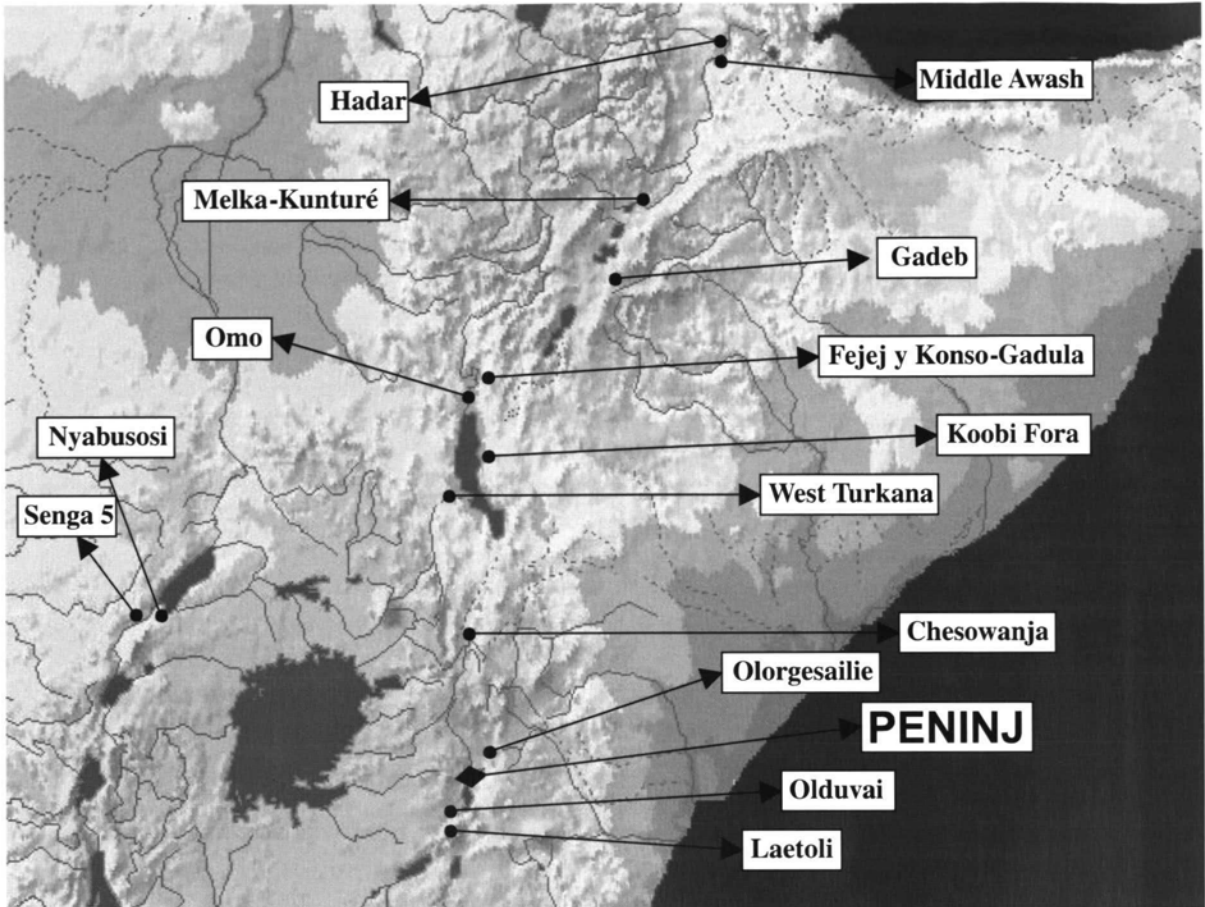 Hadar
Middle Awash
Melka-Kunturé
Gadeb
Omo
Fejej y Konso-Gadula
Nyabusosi
Koobi Fora
West Turkana
Senga 5
Chesowanja
Olorgesailie
PENINJ
Olduvai
Laetoli